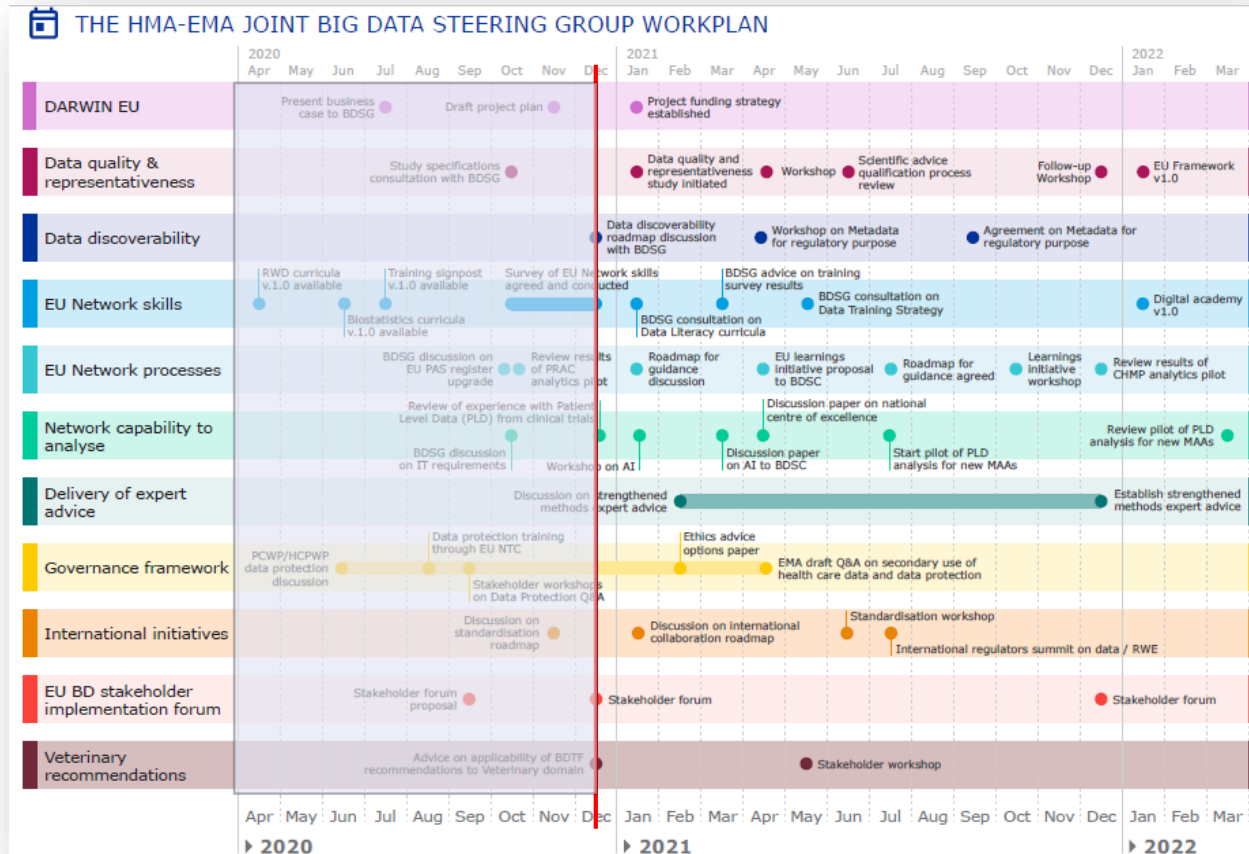 THE HMA-EMA JOINT BIG DATA STEERING GROUP WORKPLAN
2020 2021 2022
Apr May Jun Jul Aug Sep Oct Nov Dec Jan Feb Mar Apr May Jun Jul Aug Sep Oct Nov Dec Jan Feb Mar
DARWIN EU
Present business
case to BDSG
Draft project plan
Project funding strategy
established
Data quality &
representativeness
Study specifications
consultation with BDSG
Data quality and
representativeness
study initiated
Workshop
Scientific advice
qualification process
review
Follow-up
Workshop
EU Framework
v1.0
Data discoverability
Data discoverability
roadmap discussion
with BDSG
Workshop on Metadata
for regulatory purpose
Agreement on Metadata for
regulatory purpose
EU Network skills
RWD curricula
v.1.0 available
Biostatistics curricula
v.1.0 available
Training signpost
v.1.0 available
Survey of EU Network skills
agreed and conducted
BDSG consultation on
Data Literacy curricula
BDSG advice on training
survey results
BDSG consultation on
Data Training Strategy
Digital academy
v1.0
EU Network processes
BDSG discussion on
EU PAS register
upgrade
Review results
of PRAC
analytics pilot
Roadmap for
guidance
discussion
EU learnings
initiative proposal
to BDSC
Roadmap for
guidance agreed
Learnings
initiative
workshop
Review results of
CHMP analytics pilot
Network capability to
analyse
Review of experience with Patient
Level Data (PLD) from clinical trials
BDSG discussion
on IT requirements
Workshop on AI
Discussion paper
on AI to BDSC
Discussion paper on national
centre of excellence
Start pilot of PLD
analysis for new MAAs
Review pilot of PLD
analysis for new MAAs
Delivery of expert
advice
Discussion on strengthened
methods expert advice
Establish strengthened
methods expert advice
Governance framework
PCWP/HCPWP
data protection
discussion
Data protection training
through EU NTC
Stakeholder workshops
on Data Protection Q&A
Ethics advice
options paper
EMA draft Q&A on secondary use of
health care data and data protection
International initiatives
Discussion on
standardisation
roadmap
Discussion on international
collaboration roadmap
Standardisation workshop
International regulators summit on data / RWE
EU BD stakeholder
implementation forum
Stakeholder forum
proposal
Stakeholder forum
Stakeholder forum
Veterinary
recommendations
Advice on applicability of BDTF
recommendations to Veterinary domain
Stakeholder workshop
Apr May Jun Jul Aug Sep Oct Nov Dec Jan Feb Mar Apr May Jun Jul Aug Sep Oct Nov Dec Jan Feb Mar
2020 2021 2022